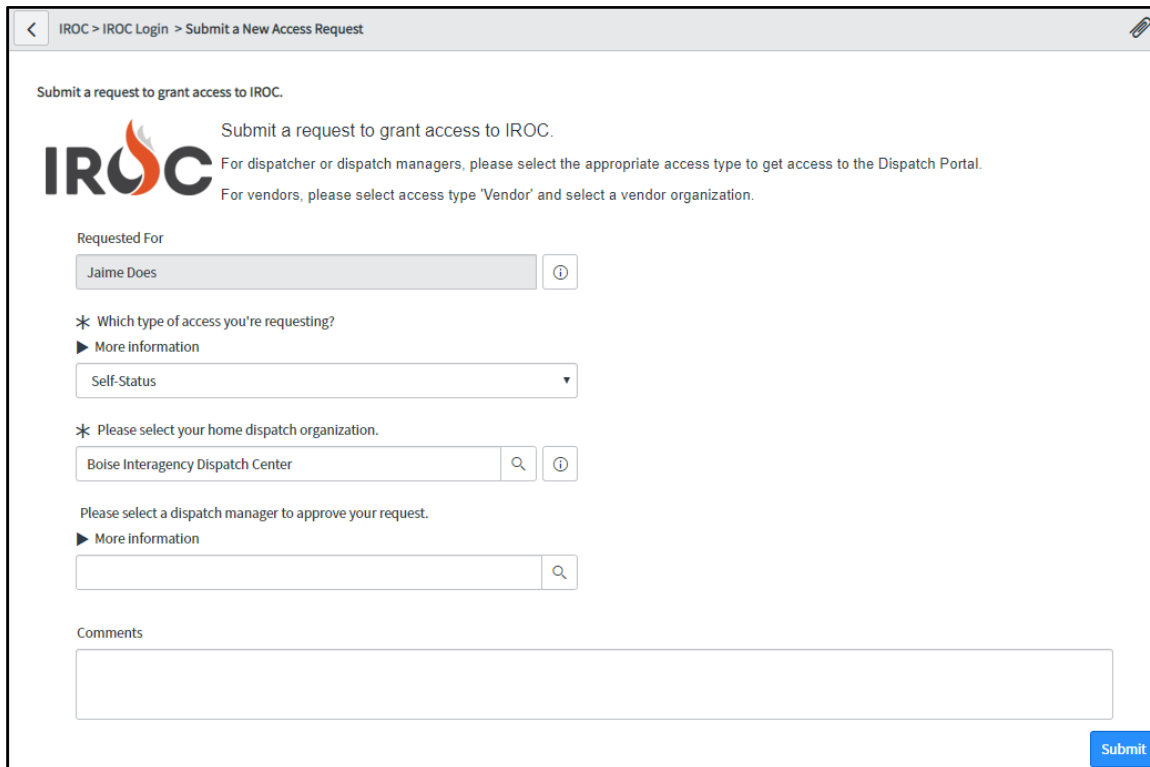 IROC > IROC Login > Submit a New Access Request
Submit a request to grant access to IROC.
IROC
Submit a request to grant access to IROC.
For dispatcher or dispatch managers, please select the appropriate access type to get access to the Dispatch Portal.
For vendors, please select access type 'Vendor' and select a vendor organization.
Requested For
Jaime Does
Which type of access you're requesting?
More information
Self-Status
Please select your home dispatch organization.
Boise Interagency Dispatch Center
Please select a dispatch manager to approve your request.
More information
Comments
Submit